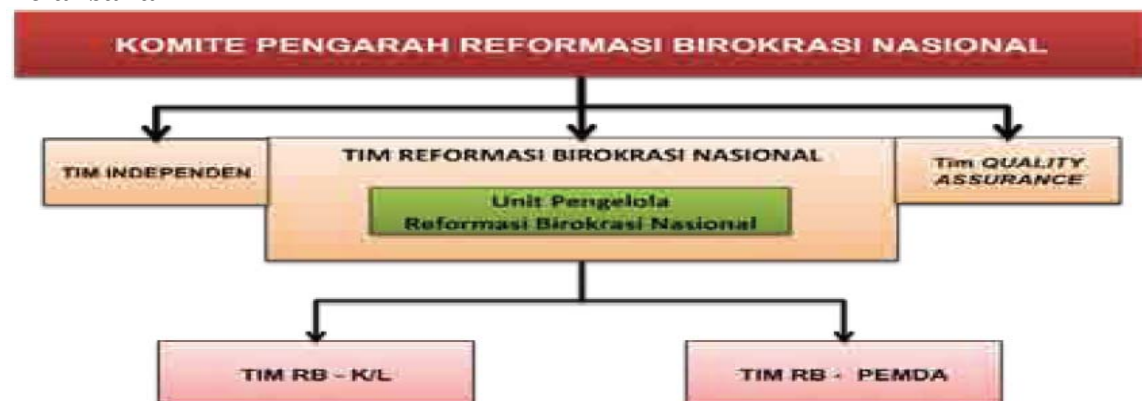 KOMITE PENGARAH REFORMASI BIROKRASI NASIONAL
TIM INDEPENDEN
TIM REFORMASI BIROKRASI NASIONAL
Unit Pengelola
Reformasi Birokrasi Nasional
Tim QUALITY
ASSURANCE
TIM RB - K/L
TIM RB - PEMDA